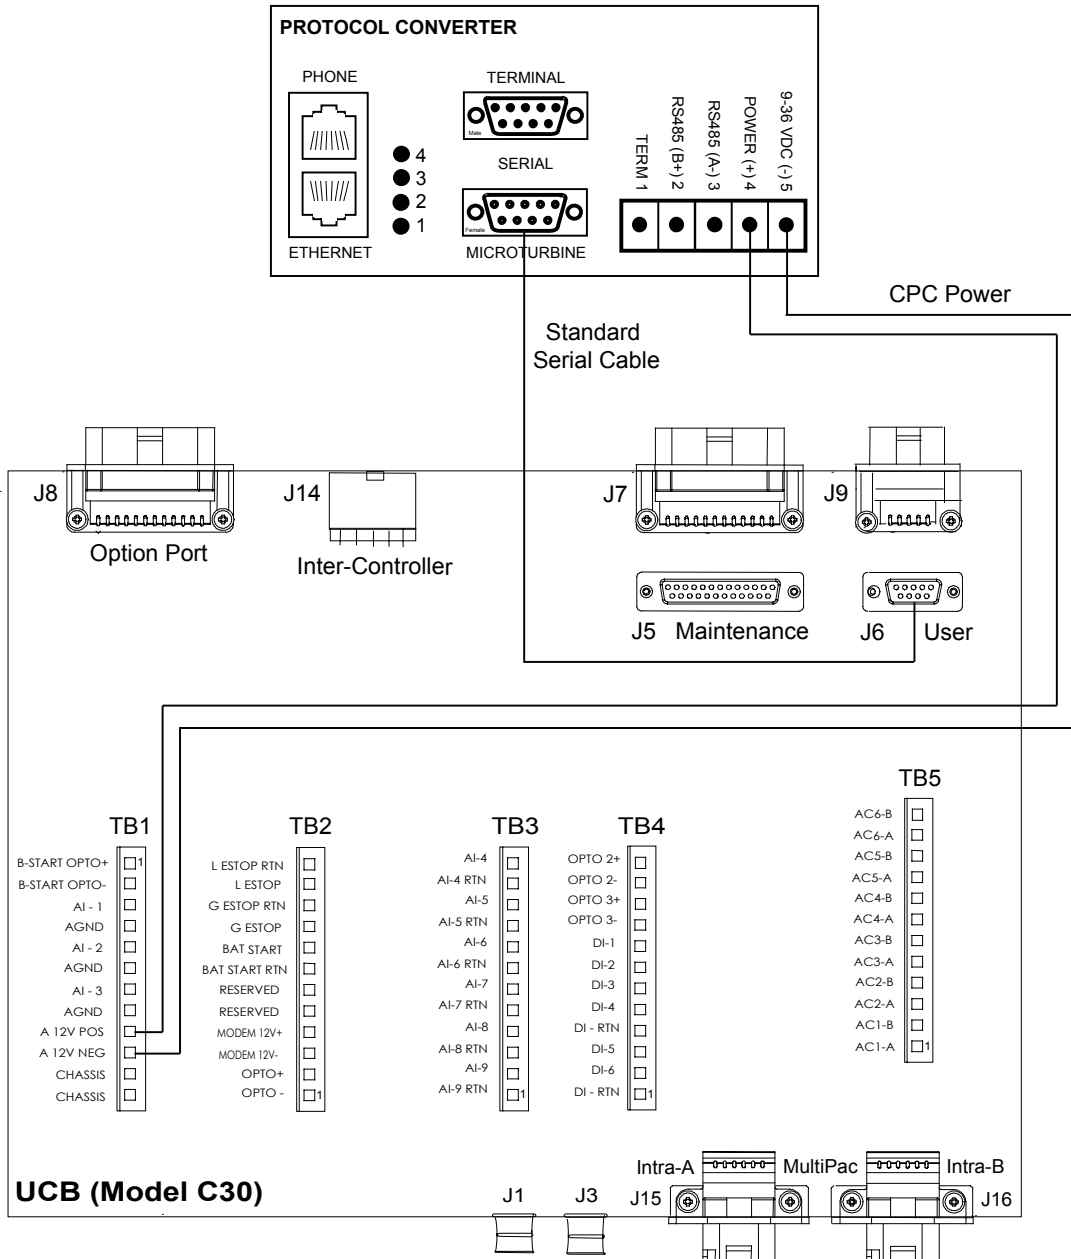 PROTOCOL CONVERTER
PHONE
TERMINAL
Male
4
3
2
1
SERIAL
Female
ETHERNET
MICROTURBINE
TERM 1
RS485 (B+) 2
RS485 (A-) 3
POWER (+) 4
9-36 VDC (-) 5
CPC Power
Standard
Serial Cable
J8
Option Port
J14
Inter-Controller
J7
J9
J5 Maintenance
J6 User
TB1
1
B-START OPTO+
B-START OPTO-
AI - 1
AGND
AI - 2
AGND
AI - 3
AGND
A 12V POS
A 12V NEG
CHASSIS
CHASSIS
TB2
L ESTOP RTN
L ESTOP
G ESTOP RTN
G ESTOP
BAT START
BAT START RTN
RESERVED
RESERVED
MODEM 12V+
MODEM 12V-
OPTO+
OPTO -
1
TB3
AI-4
AI-4 RTN
AI-5
AI-5 RTN
AI-6
AI-6 RTN
AI-7
AI-7 RTN
AI-8
AI-8 RTN
AI-9
AI-9 RTN
1
TB4
OPTO 2+
OPTO 2-
OPTO 3+
OPTO 3-
DI-1
DI-2
DI-3
DI-4
DI - RTN
DI-5
DI-6
DI - RTN
1
TB5
AC6-B
AC6-A
AC5-B
AC5-A
AC4-B
AC4-A
AC3-B
AC3-A
AC2-B
AC2-A
AC1-B
AC1-A
1
UCB (Model C30)
J1
J3
Intra-A
MultiPac
Intra-B
J15
J16